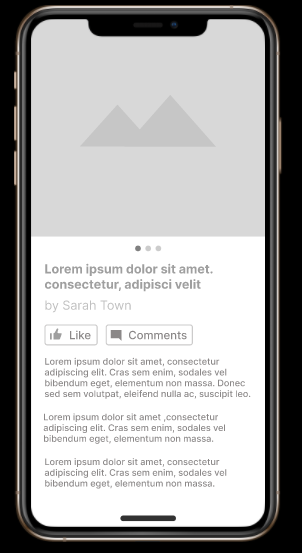 Lorem ipsum dolor sit amet.
consectetur, adipisci velit
by Sarah Town
Like
Comments
Lorem ipsum dolor sit amet, consectetur
adipiscing elit. Cras sem enim, sodales vel
bibendum eget, elementum non massa. Donec
sed sem volutpat, eleifend nulla ac, suscipit leo.
Lorem ipsum dolor sit amet ,consectetur
adipiscing elit. Cras sem enim, sodales vel
bibendum eget, elementum non massa.
Lorem ipsum dolor sit amet, consectetur
adipiscing elit. Cras sem enim, sodales vel
bibendum eget, elementum non massa.